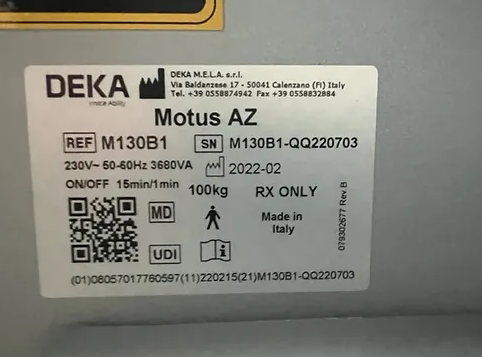 DEKA
Innate Ability
DEKA M.E.L.A. s.r.l.
Via Baldanzese 17 - 50041 Calenzano (FI) Italy
Tel. +39 0558874942 Fax +39 0558832884
Motus AZ
REF M130B1 SN M130B1-QQ220703
230V~ 50-60Hz 3680VA 2022-02
ON/OFF 15min/1min 100kg RX ONLY
MD
Made in
Italy
UDI
079302677 Rev.B
(01)08057017760597(11)220215(21)M130B1-QQ220703